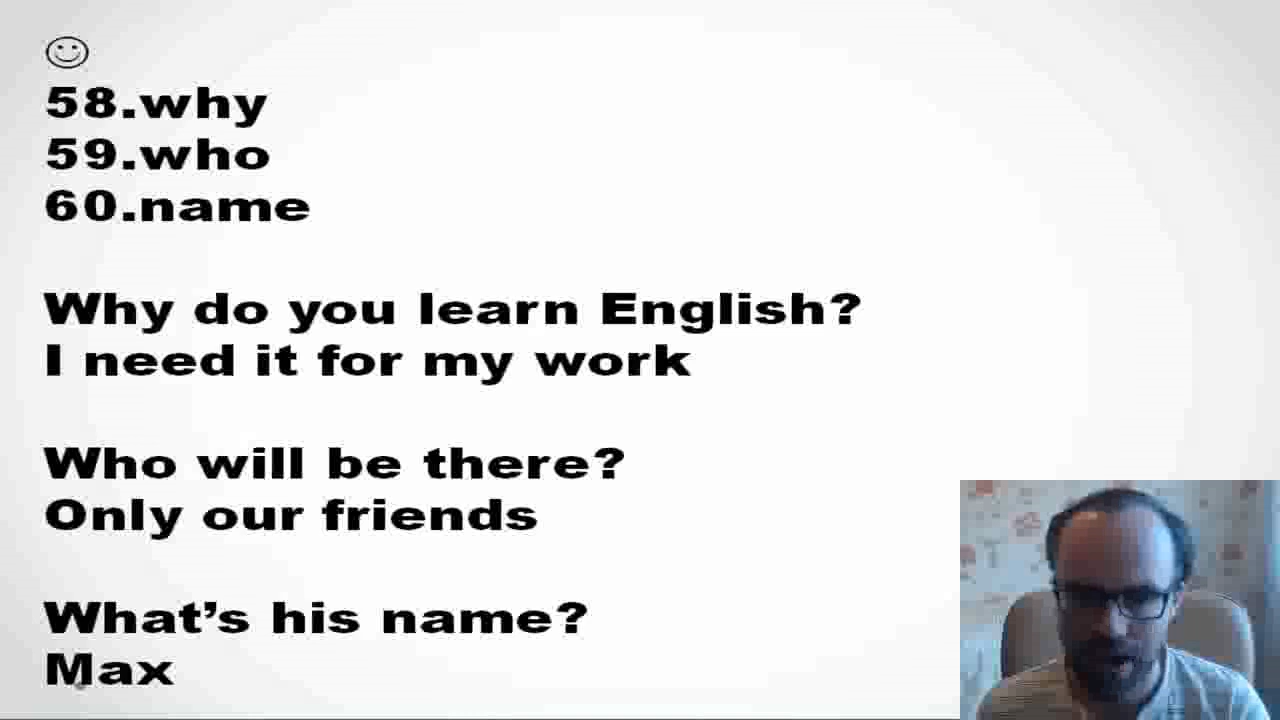 58.why
59.who
60.name
Why do you learn English?
I need it for my work
Who will be there?
Only our friends
What’s his name?
Max